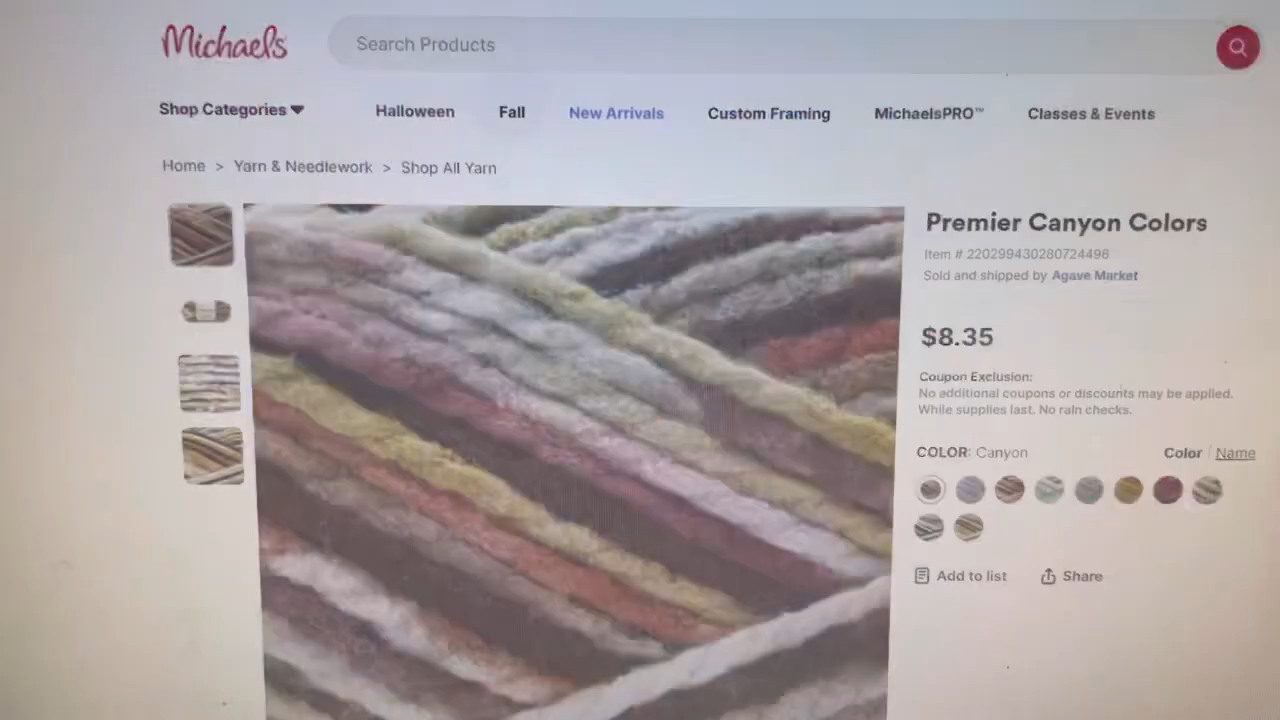 Michaels
Search Products
Shop Categories Halloween Fall New Arrivals Custom Framing MichaelsPRO™ Classes & Events
Home > Yarn & Needlework > Shop All Yarn
Premier Canyon Colors
Item # 220299430280724496
Sold and shipped by Agave Market
$8.35
Coupon Exclusion:
No additional coupons or discounts may be applied.
While supplies last. No rain checks.
COLOR: Canyon Color | Name
Add to list Share